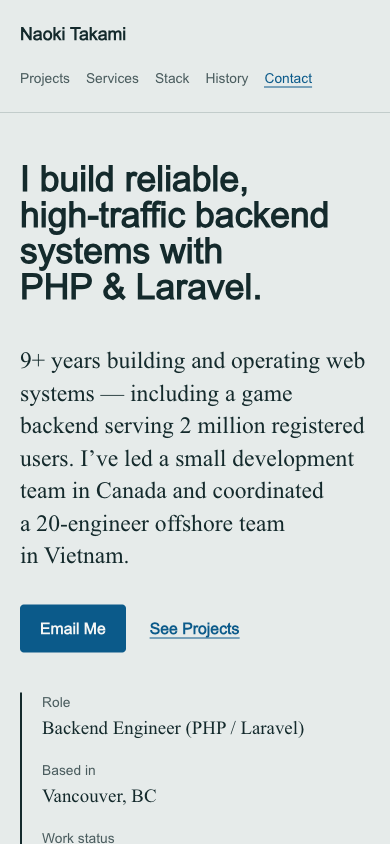 Naoki Takami
Projects Services Stack History Contact
I build reliable,
high-traffic backend
systems with
PHP & Laravel.
9+ years building and operating web
systems — including a game
backend serving 2 million registered
users. I’ve led a small development
team in Canada and coordinated
a 20-engineer offshore team
in Vietnam.
Email Me See Projects
Role
Backend Engineer (PHP / Laravel)
Based in
Vancouver, BC
Work status